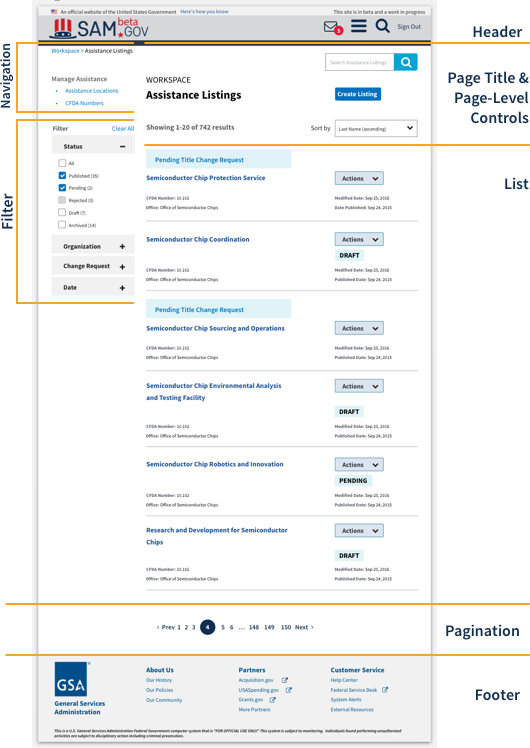 An official website of the United States Government Here's how you know
This site is in beta and a work in progress
SAM.GOV beta
5
Sign Out
Header
Navigation
Workspace > Assistance Listings
Search Assistance Listings
Manage Assistance
Assistance Locations
CFDA Numbers
WORKSPACE
Assistance Listings
Create Listing
Page Title &
Page-Level
Controls
Showing 1-20 of 742 results
Sort by
Last Name (ascending)
Filter
Filter
Clear All
Status
All
Published (35)
Pending (2)
Rejected (0)
Draft (7)
Archived (14)
Organization
Change Request
Date
List
Pending Title Change Request
Semiconductor Chip Protection Service
Actions
CFDA Number: 10.102
Modified Date: Sep 25, 2016
Office: Office of Semiconductor Chips
Date Published: Sep 24, 2015
Semiconductor Chip Coordination
Actions
DRAFT
CFDA Number: 10.102
Modified Date: Sep 25, 2016
Office: Office of Semiconductor Chips
Published Date: Sep 24, 2015
Pending Title Change Request
Semiconductor Chip Sourcing and Operations
Actions
CFDA Number: 10.102
Modified Date: Sep 25, 2016
Office: Office of Semiconductor Chips
Published Date: Sep 24, 2015
Semiconductor Chip Environmental Analysis
and Testing Facility
Actions
DRAFT
CFDA Number: 10.102
Modified Date: Sep 25, 2016
Office: Office of Semiconductor Chips
Published Date: Sep 24, 2015
Semiconductor Chip Robotics and Innovation
Actions
PENDING
CFDA Number: 10.102
Modified Date: Sep 25, 2016
Office: Office of Semiconductor Chips
Published Date: Sep 24, 2015
Research and Development for Semiconductor
Chips
Actions
DRAFT
CFDA Number: 10.102
Modified Date: Sep 25, 2016
Office: Office of Semiconductor Chips
Published Date: Sep 24, 2015
< Prev 1 2 3 4 5 6 ... 148 149 150 Next >
Pagination
GSA
General Services
Administration
About Us
Our History
Our Policies
Our Community
Partners
Acquisition.gov
USASpending.gov
Grants.gov
More Partners
Customer Service
Help Center
Federal Service Desk
System Alerts
External Resources
Footer
This is a U.S. General Services Administration Federal Government computer system that is "FOR OFFICIAL USE ONLY." This system is subject to monitoring. Individuals found performing unauthorized
activities are subject to disciplinary action including criminal prosecution.